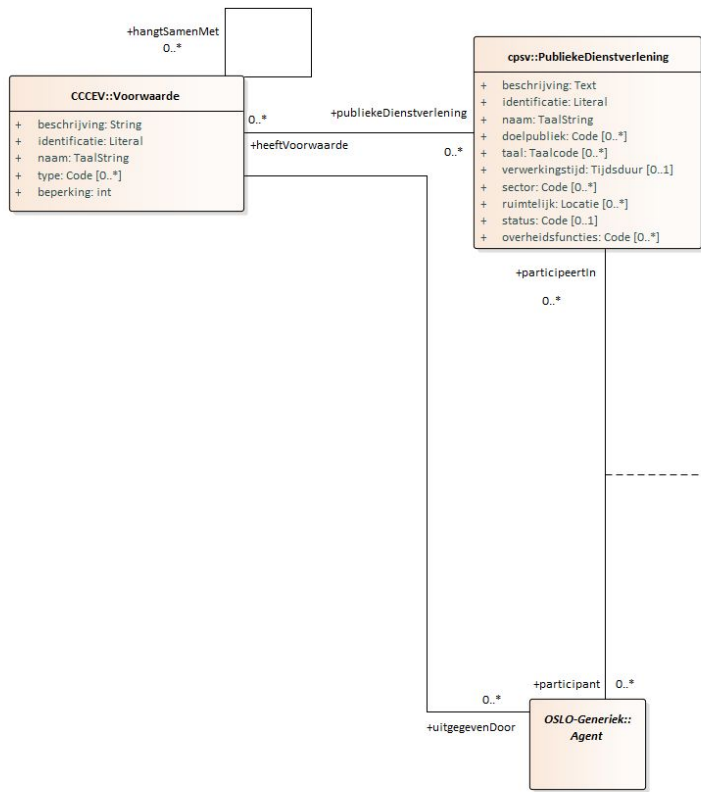 +hangtSamenMet
0..*
CCCEV::Voorwaarde
+ beschrijving: String
+ identificatie: Literal
+ naam: TaalString
+ type: Code [0..*]
+ beperking: int
0..*
+heeftVoorwaarde
+publiekeDienstverlening
0..*
cpsv::PubliekeDienstverlening
+ beschrijving: Text
+ identificatie: Literal
+ naam: TaalString
+ doelpubliek: Code [0..*]
+ taal: Taalcode [0..*]
+ verwerkingstijd: Tijdsduur [0..1]
+ sector: Code [0..*]
+ ruimtelijk: Locatie [0..*]
+ status: Code [0..1]
+ overheidsfuncties: Code [0..*]
+participeertIn
0..*
+participant 0..*
0..*
+uitgegevenDoor
OSLO-Generiek::
Agent